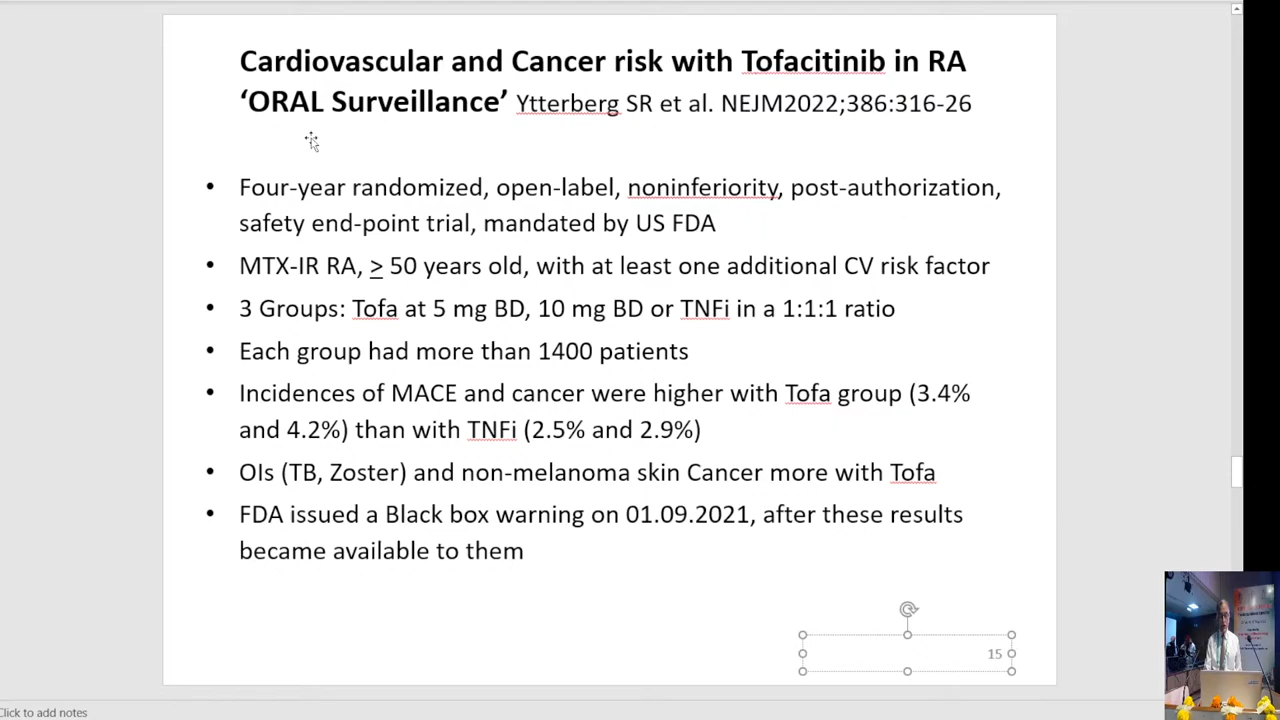 Cardiovascular and Cancer risk with Tofacitinib in RA
‘ORAL Surveillance’ Ytterberg SR et al. NEJM2022;386:316-26
• Four-year randomized, open-label, noninferiority, post-authorization,
safety end-point trial, mandated by US FDA
• MTX-IR RA, ≥ 50 years old, with at least one additional CV risk factor
• 3 Groups: Tofa at 5 mg BD, 10 mg BD or TNFi in a 1:1:1 ratio
• Each group had more than 1400 patients
• Incidences of MACE and cancer were higher with Tofa group (3.4%
and 4.2%) than with TNFi (2.5% and 2.9%)
• OIs (TB, Zoster) and non-melanoma skin Cancer more with Tofa
• FDA issued a Black box warning on 01.09.2021, after these results
became available to them
15
Click to add notes